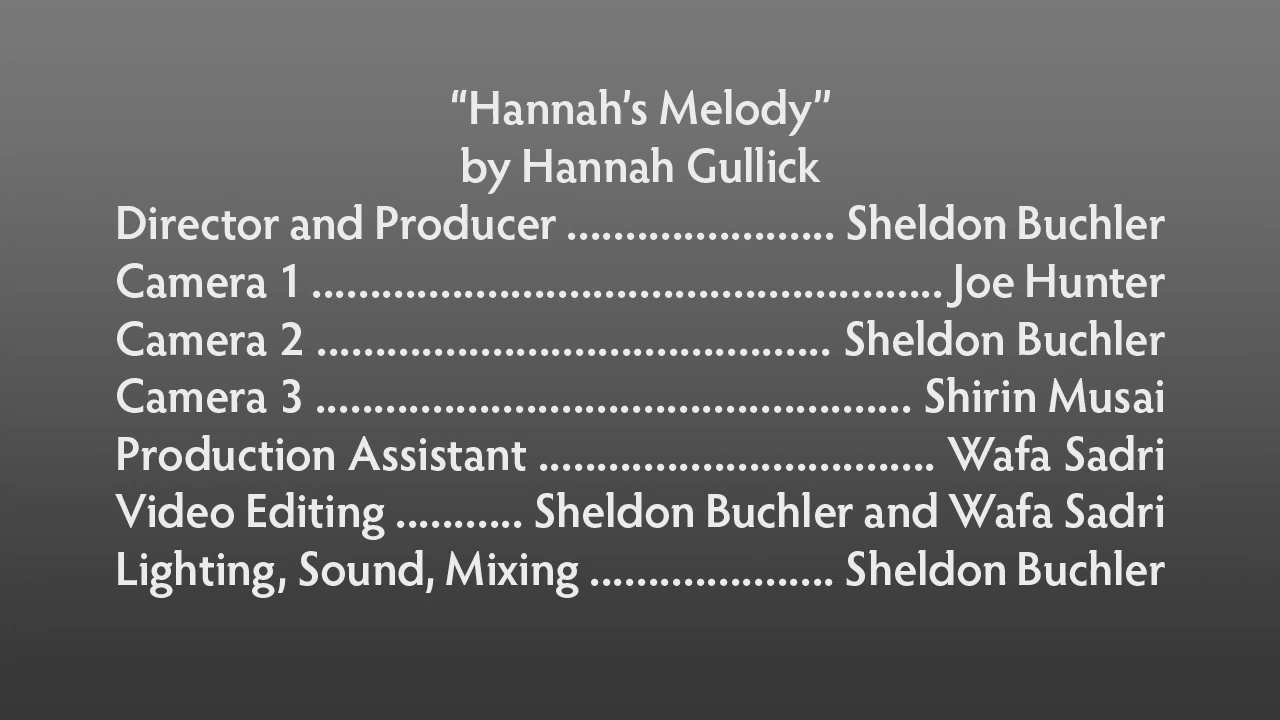 “Hannah’s Melody”
by Hannah Gullick
Director and Producer ....................... Sheldon Buchler
Camera 1 ...................................................... Joe Hunter
Camera 2 ............................................ Sheldon Buchler
Camera 3 ................................................... Shirin Musai
Production Assistant .................................. Wafa Sadri
Video Editing ........... Sheldon Buchler and Wafa Sadri
Lighting, Sound, Mixing ..................... Sheldon Buchler